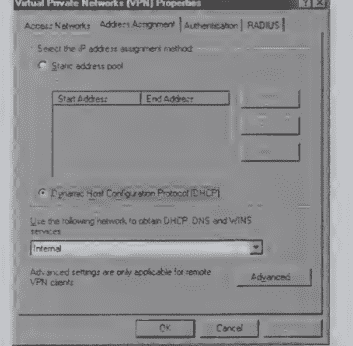 Virtual Private Networks (VPN) Properties
Access Networks Address Assignment Authentication RADIUS
Select the IP address assignment method:
Static address pool
Start Address End Address
Dynamic Host Configuration Protocol (DHCP)
Use the following network to obtain DHCP, DNS and WINS
services:
Internal
Advanced settings are only applicable for remote
VPN clients
Advanced
OK Cancel